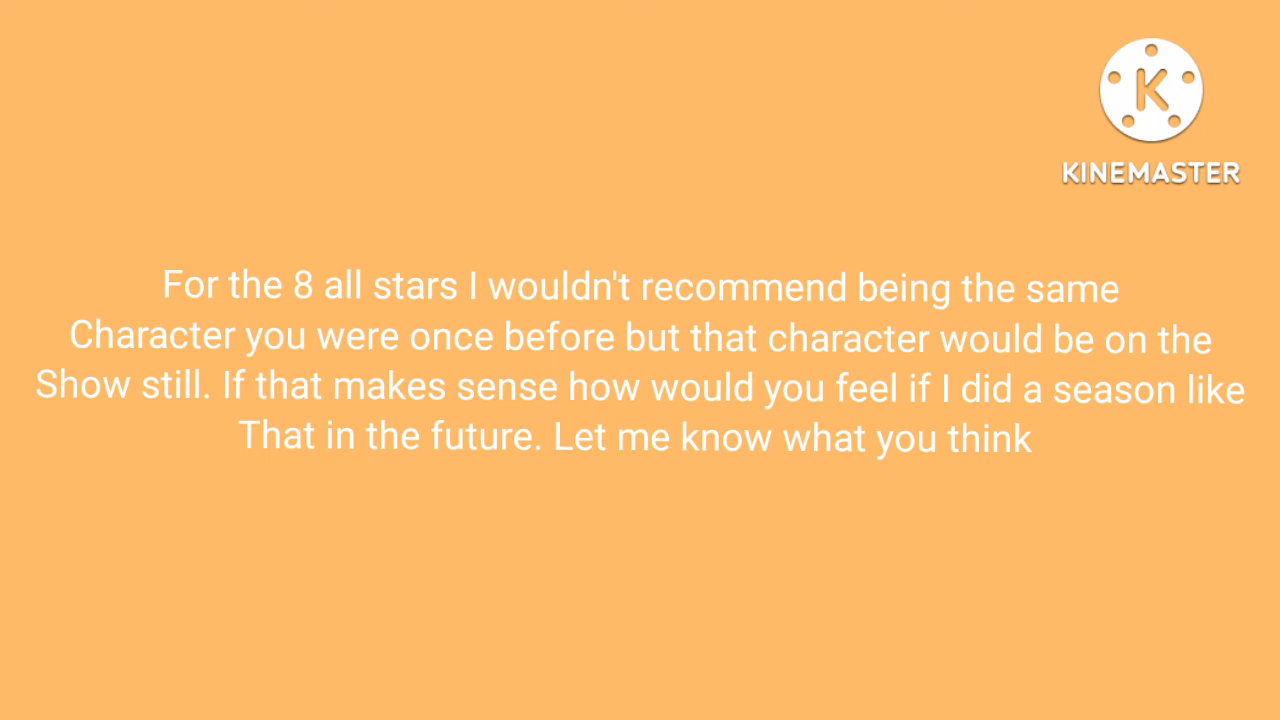 KINEMASTER
For the 8 all stars I wouldn't recommend being the same
Character you were once before but that character would be on the
Show still. If that makes sense how would you feel if I did a season like
That in the future. Let me know what you think